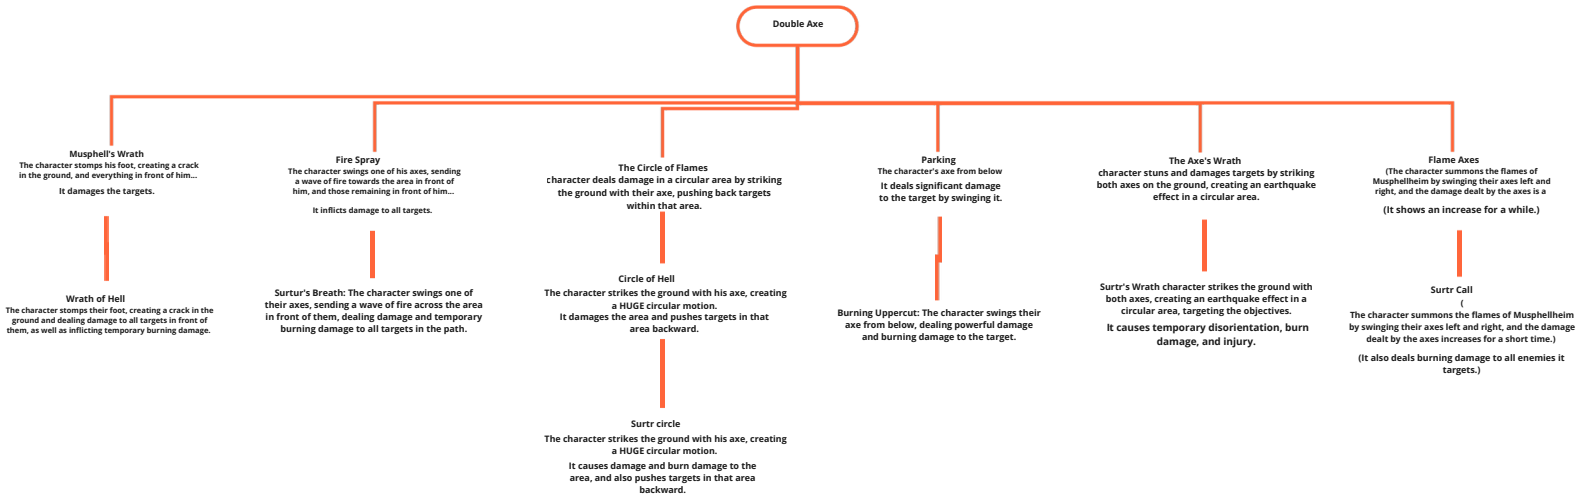 Double Axe
Musphell's Wrath
The character stomps his foot, creating a crack
in the ground, and everything in front of him...
It damages the targets.
Wrath of Hell
The character stomps their foot, creating a crack in the
ground and dealing damage to all targets in front of
them, as well as inflicting temporary burning damage.
Fire Spray
The character swings one of his axes, sending
a wave of fire towards the area in front of
him, and those remaining in front of him...
It inflicts damage to all targets.
Surtur's Breath: The character swings one of
their axes, sending a wave of fire across the area
in front of them, dealing damage and temporary
burning damage to all targets in the path.
The Circle of Flames
character deals damage in a circular area by striking
the ground with their axe, pushing back targets
within that area.
Circle of Hell
The character strikes the ground with his axe, creating
a HUGE circular motion.
It damages the area and pushes targets in that
area backward.
Surtr circle
The character strikes the ground with his axe, creating
a HUGE circular motion.
It causes damage and burn damage to the
area, and also pushes targets in that area
backward.
Parking
The character's axe from below
It deals significant damage
to the target by swinging it.
Burning Uppercut: The character swings their
axe from below, dealing powerful damage
and burning damage to the target.
The Axe's Wrath
character stuns and damages targets by striking
both axes on the ground, creating an earthquake
effect in a circular area.
Surtr's Wrath character strikes the ground with
both axes, creating an earthquake effect in a
circular area, targeting the objectives.
It causes temporary disorientation, burn
damage, and injury.
Flame Axes
(The character summons the flames of
Muspellheim by swinging their axes left and
right, and the damage dealt by the axes is a
(It shows an increase for a while.)
Surtr Call
(
The character summons the flames of Musphellheim
by swinging their axes left and right, and the damage
dealt by the axes increases for a short time.)
(It also deals burning damage to all enemies it
targets.)